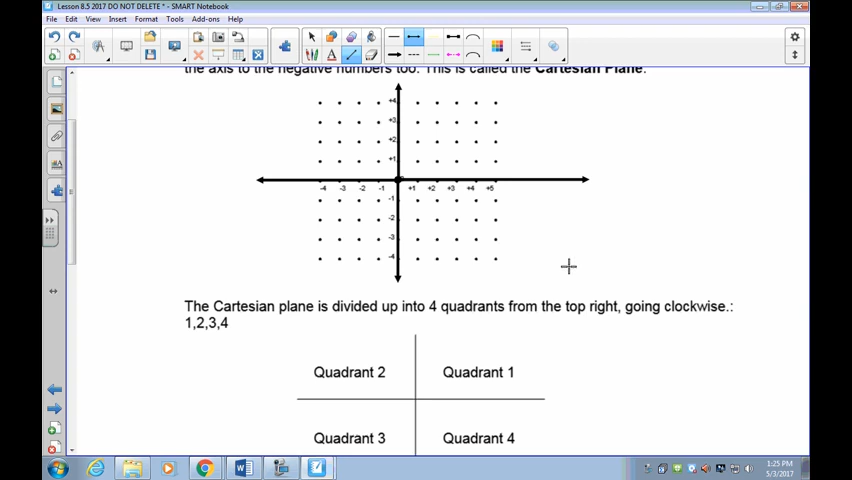 Lesson 8.5 2017 DO NOT DELETE * - SMART Notebook
File Edit View Insert Format Tools Add-ons Help
the axis to the negative numbers too. This is called the Cartesian Plane.
+4
+3
+2
+1
-4 -3 -2 -1 +1 +2 +3 +4 +5
-1
-2
-3
-4
The Cartesian plane is divided up into 4 quadrants from the top right, going clockwise.:
1,2,3,4
Quadrant 2 Quadrant 1
Quadrant 3 Quadrant 4
1:25 PM
5/3/2017